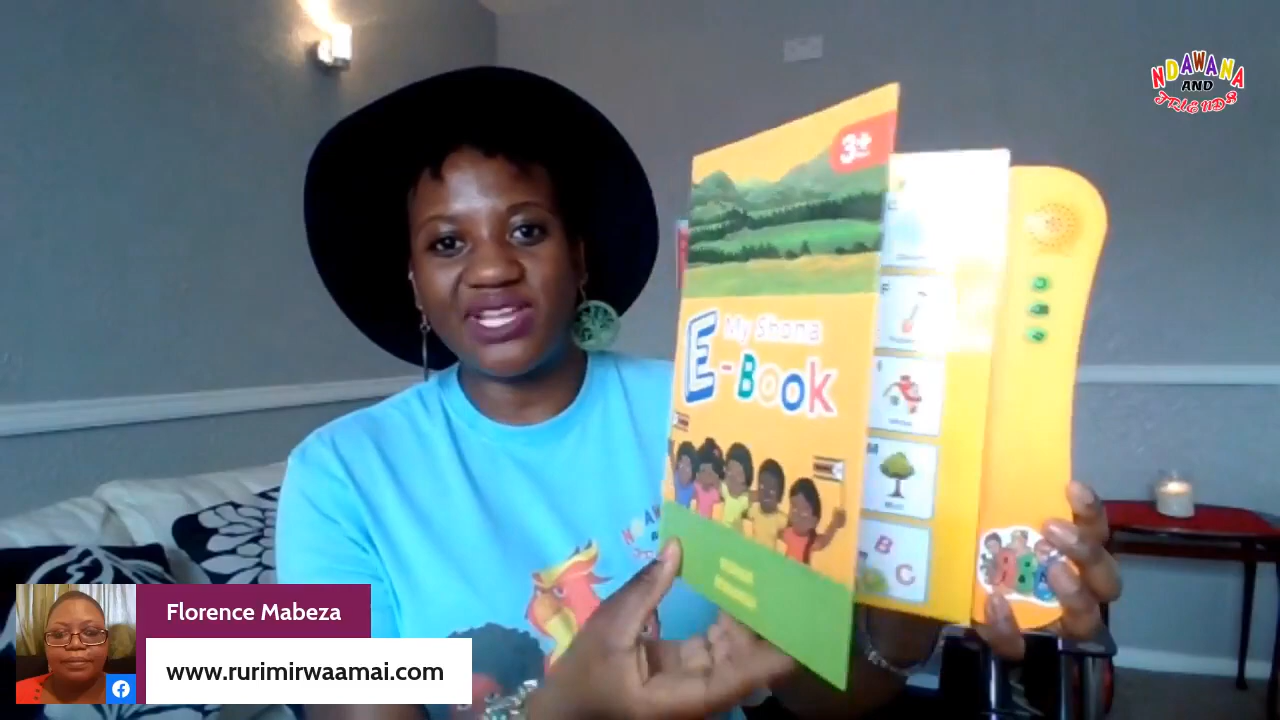 NDAWANA
AND
FRIENDS
3+
My Shona
E-Book
F
M
B
C
Florence Mabeza
www.rurimirwaamai.com